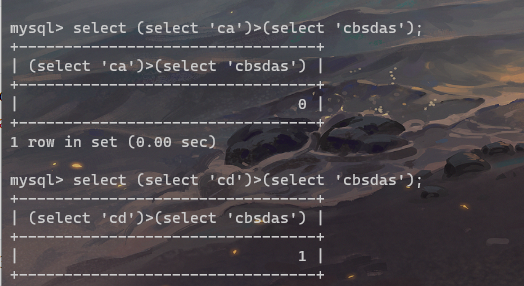 mysql> select (select 'ca')>(select 'cbsdas');
+----------------------------------+
| (select 'ca')>(select 'cbsdas') |
+----------------------------------+
| 0 |
+----------------------------------+
1 row in set (0.00 sec)
mysql> select (select 'cd')>(select 'cbsdas');
+----------------------------------+
| (select 'cd')>(select 'cbsdas') |
+----------------------------------+
| 1 |
+----------------------------------+